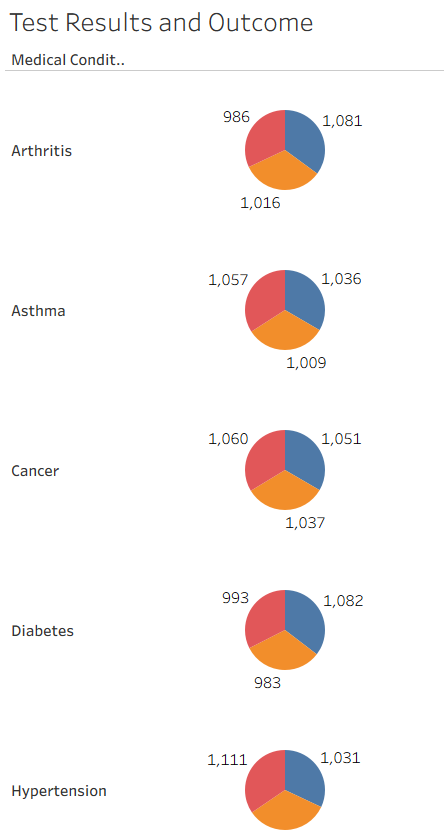 Test Results and Outcome
Medical Condit..
986
1,081
Arthritis
1,016
1,057
1,036
Asthma
1,009
1,060
1,051
Cancer
1,037
993
1,082
Diabetes
983
1,111
1,031
Hypertension